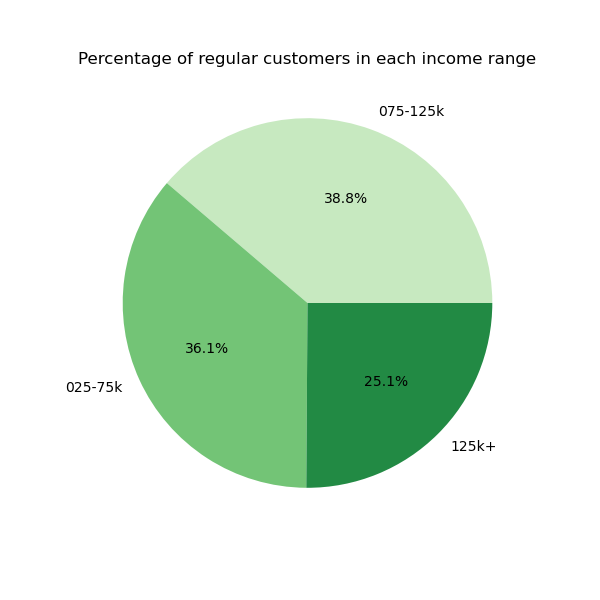 Percentage of regular customers in each income range
075-125k
38.8%
36.1%
025-75k
25.1%
125k+